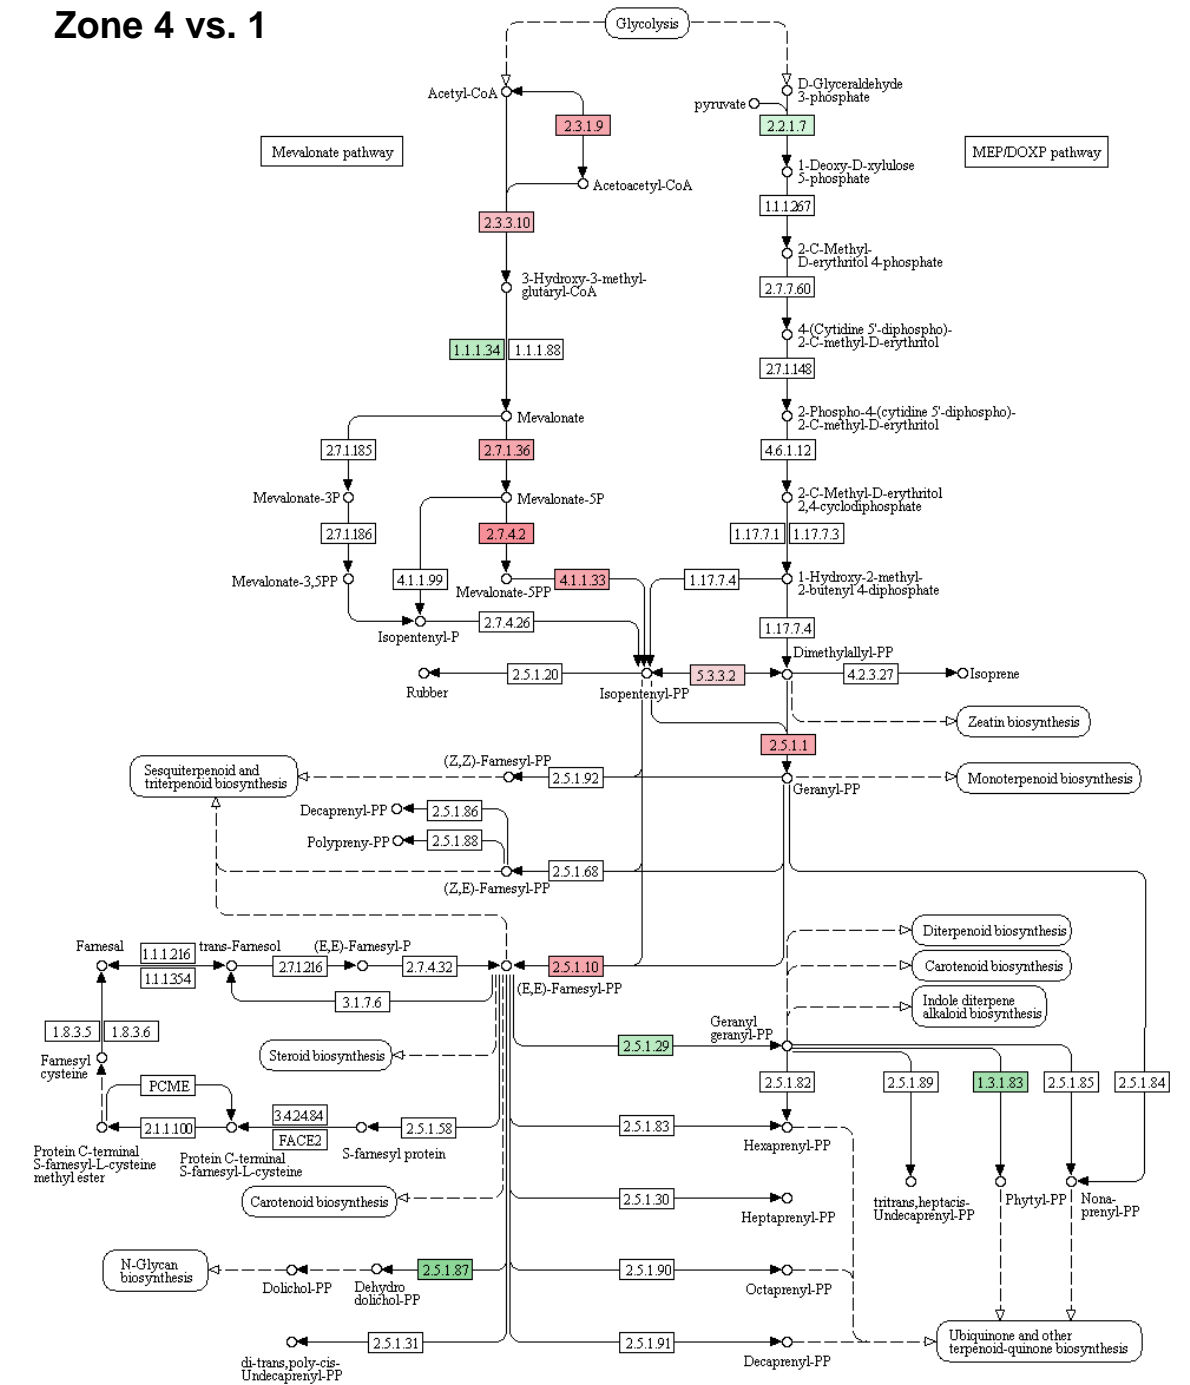 Zone 4 vs. 1
Glycolysis
Acetyl-CoA
D-Glyceraldehyde
3-phosphate
pyruvate
2.3.1.9
2.2.1.7
Mevalonate pathway
MEP/DOXP pathway
1-Deoxy-D-xylulose
5-phosphate
Acetoacetyl-CoA
1.1.1.267
2.3.3.10
2-C-Methyl-
D-erythritol 4-phosphate
3-Hydroxy-3-methyl-
glutaryl-CoA
2.7.7.60
4-(Cytidine 5'-diphospho)-
2-C-methyl-D-erythritol
1.1.1.34
1.1.1.88
2.7.1.148
Mevalonate
2-Phospho-4-(cytidine 5'-diphospho)-
2-C-methyl-D-erythritol
2.7.1.185
2.7.1.36
4.6.1.12
Mevalonate-3P
Mevalonate-5P
2-C-Methyl-D-erythritol
2,4-cyclodiphosphate
2.7.1.186
2.7.4.2
1.17.7.1
1.17.7.3
Mevalonate-3,5PP
4.1.1.99
Mevalonate-5PP
4.1.1.33
1.17.7.4
1-Hydroxy-2-methyl-
2-butenyl 4-diphosphate
Isopentenyl-P
2.7.4.26
1.17.7.4
Dimethylallyl-PP
Rubber
2.5.1.20
Isopentenyl-PP
5.3.3.2
4.2.3.27
Isoprene
Zeatin biosynthesis
2.5.1.1
Sesquiterpenoid and
triterpenoid biosynthesis
(Z,Z)-Farnesyl-PP
2.5.1.92
Geranyl-PP
Monoterpenoid biosynthesis
Decaprenyl-PP
2.5.1.86
Polypreny-PP
2.5.1.88
2.5.1.68
(Z,E)-Farnesyl-PP
Diterpenoid biosynthesis
Farnesal
1.1.1.216
trans-Farnesol
(E,E)-Farnesyl-P
1.1.1.354
2.7.1.216
2.7.4.32
2.5.1.10
(E,E)-Farnesyl-PP
Carotenoid biosynthesis
3.1.7.6
Indole diterpene
alkaloid biosynthesis
1.8.3.5
1.8.3.6
Geranyl
geranyl-PP
Farnesyl
cysteine
Steroid biosynthesis
2.5.1.29
PCME
2.5.1.82
2.5.1.89
1.3.1.83
2.5.1.85
2.5.1.84
2.1.1.100
3.4.24.84
FACE2
2.5.1.58
2.5.1.83
Hexaprenyl-PP
Protein C-terminal
S-farnesyl-L-cysteine
methyl ester
Protein C-terminal
S-farnesyl-L-cysteine
S-farnesyl protein
Carotenoid biosynthesis
2.5.1.30
Heptaprenyl-PP
tritrans,heptacis-
Undecaprenyl-PP
Phytyl-PP
Nona-
prenyl-PP
N-Glycan
biosynthesis
Dolichol-PP
Dehydro
dolichol-PP
2.5.1.87
2.5.1.90
Octaprenyl-PP
2.5.1.31
di-trans,poly-cis-
Undecaprenyl-PP
2.5.1.91
Decaprenyl-PP
Ubiquinone and other
terpenoid-quinone biosynthesis